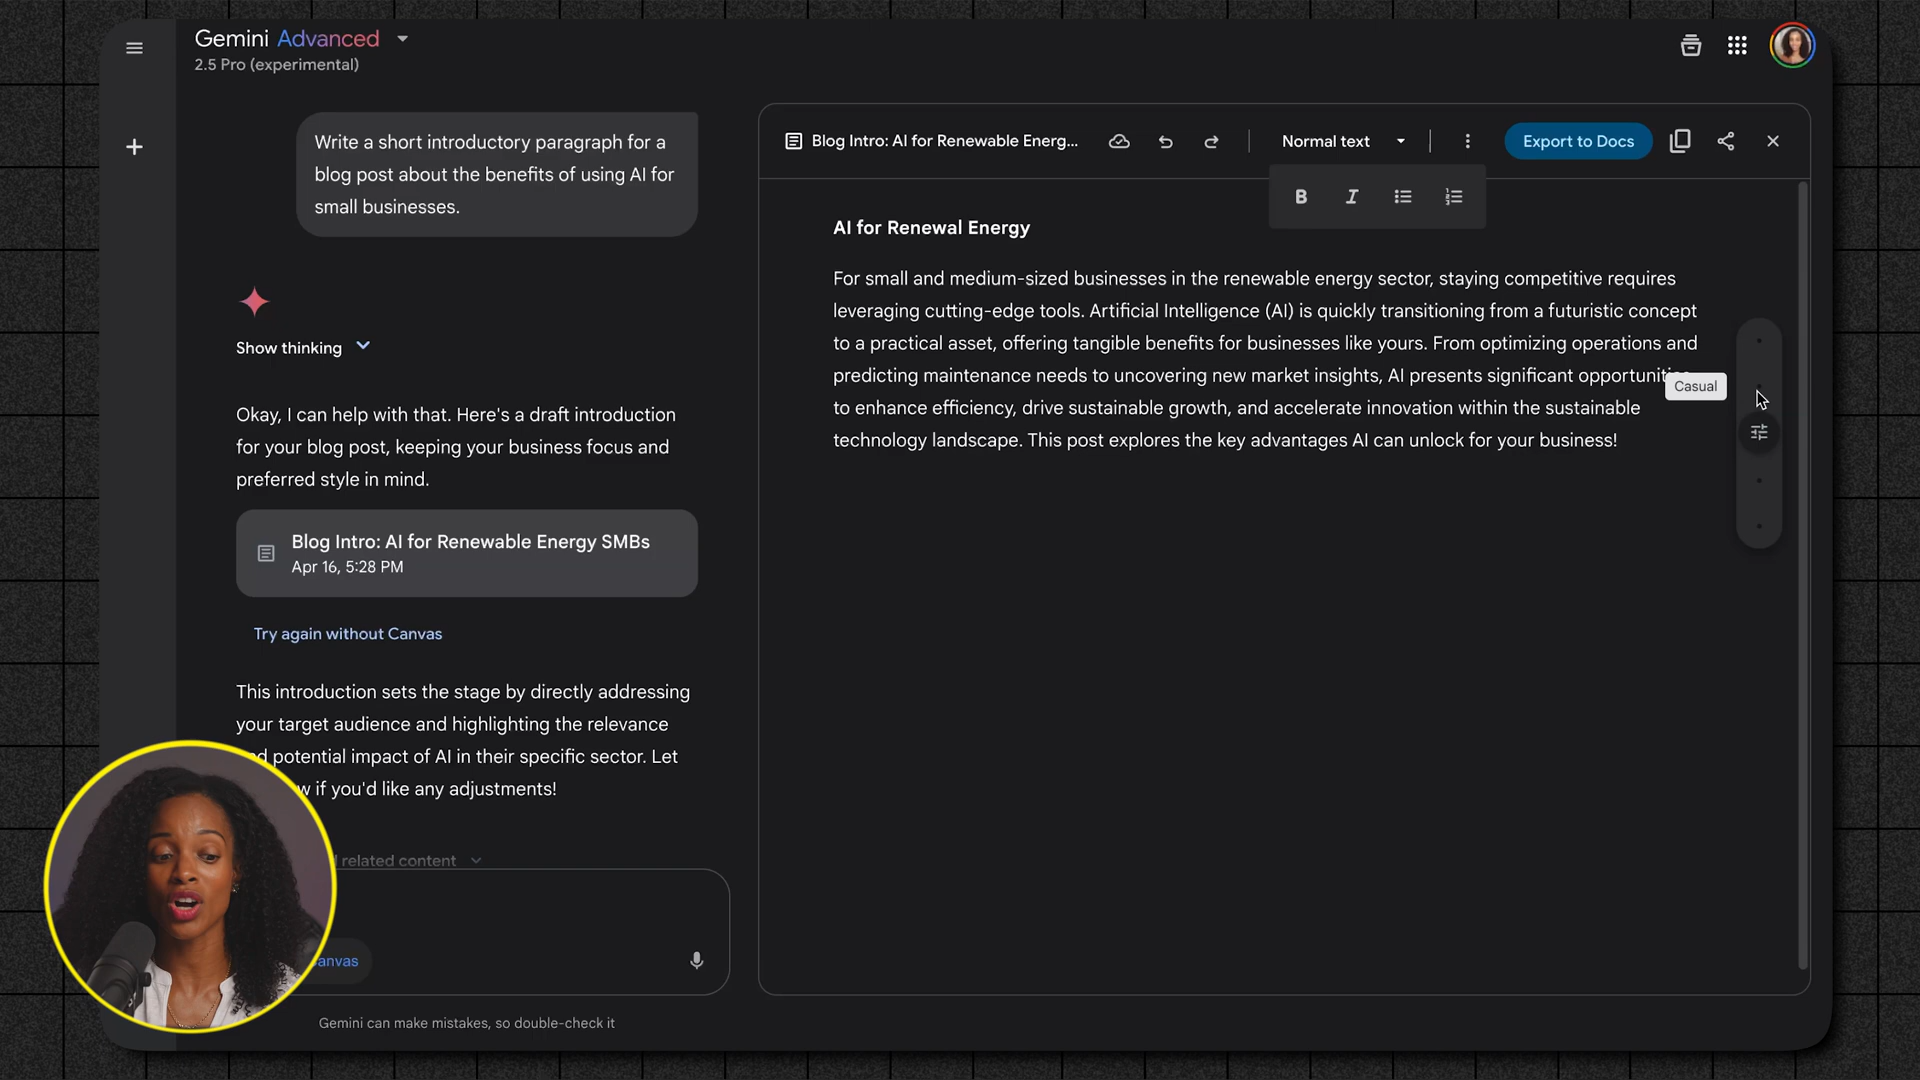 Gemini Advanced
2.5 Pro (experimental)
Write a short introductory paragraph for a
blog post about the benefits of using AI for
small businesses.
Show thinking
Okay, I can help with that. Here's a draft introduction
for your blog post, keeping your business focus and
preferred style in mind.
Blog Intro: AI for Renewable Energy SMBs
Apr 16, 5:28 PM
Try again without Canvas
This introduction sets the stage by directly addressing
your target audience and highlighting the relevance
potential impact of AI in their specific sector. Let
if you'd like any adjustments!
related content
Gemini can make mistakes, so double-check it
Blog Intro: AI for Renewable Energ...
Normal text
Export to Docs
B I
AI for Renewal Energy
For small and medium-sized businesses in the renewable energy sector, staying competitive requires
leveraging cutting-edge tools. Artificial Intelligence (AI) is quickly transitioning from a futuristic concept
to a practical asset, offering tangible benefits for businesses like yours. From optimizing operations and
predicting maintenance needs to uncovering new market insights, AI presents significant
to enhance efficiency, drive sustainable growth, and accelerate innovation within the sustainable
technology landscape. This post explores the key advantages AI can unlock for your business!
Casual